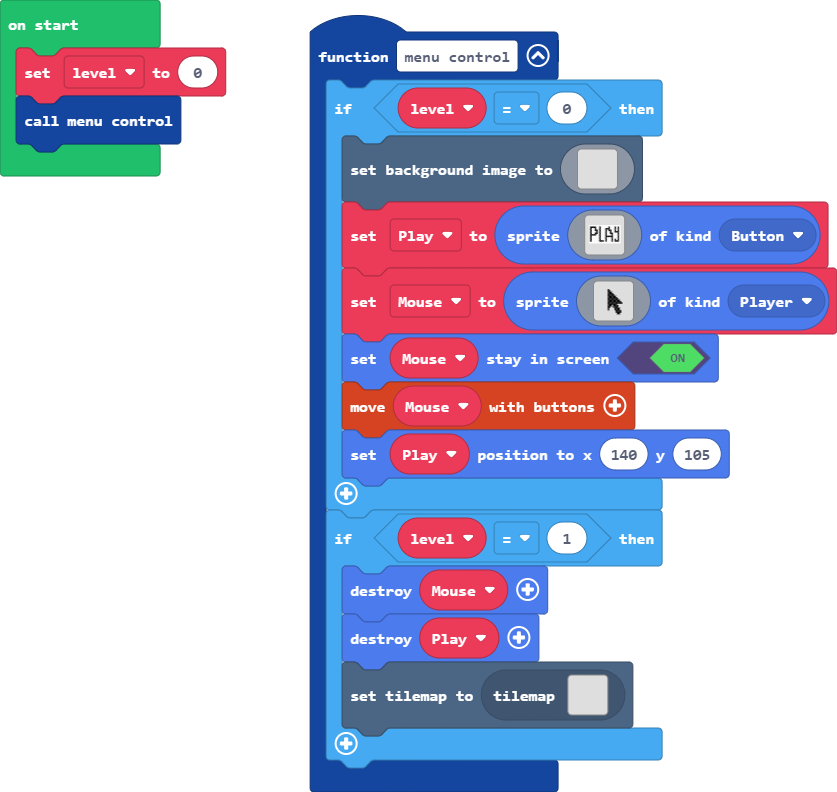 on start
set level to 0
call menu control
function menu control
if level = 0 then
set background image to
set Play to sprite PLAY of kind Button
set Mouse to sprite of kind Player
set Mouse stay in screen ON
move Mouse with buttons
set Play position to x 140 y 105
if level = 1 then
destroy Mouse
destroy Play
set tilemap to tilemap